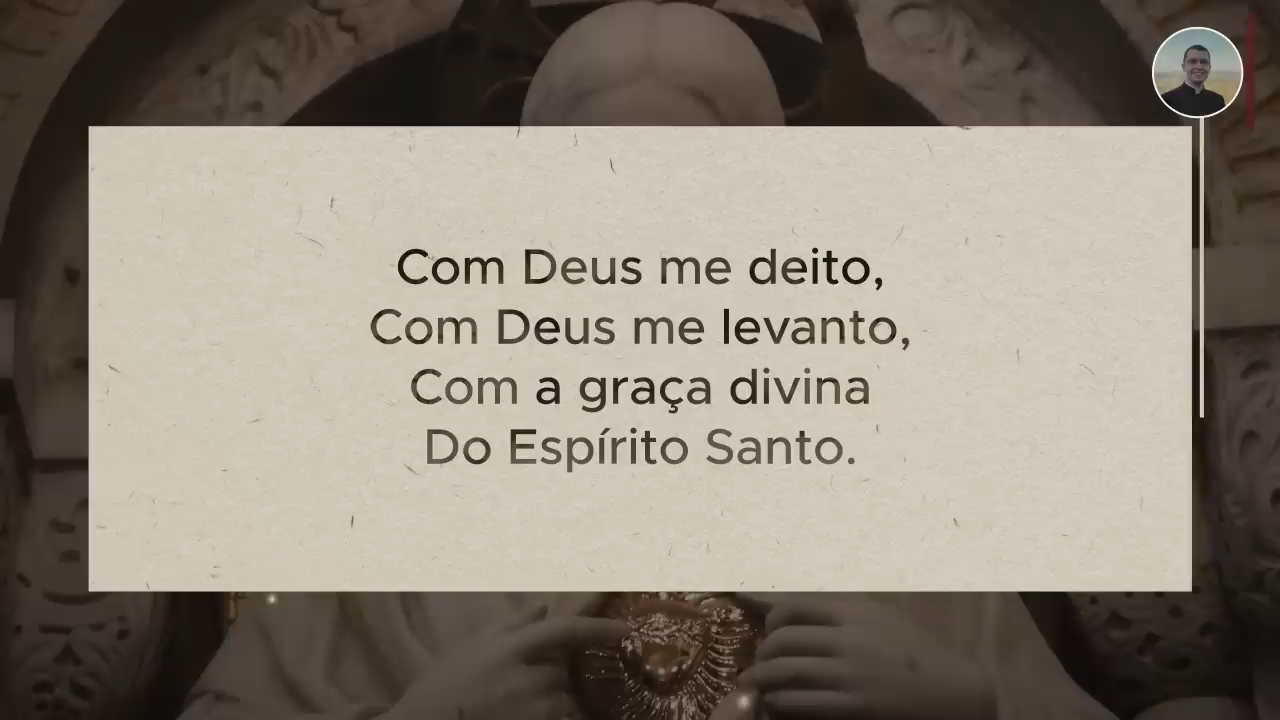 Com Deus me deito,
Com Deus me levanto,
Com a graça divina
Do Espírito Santo.